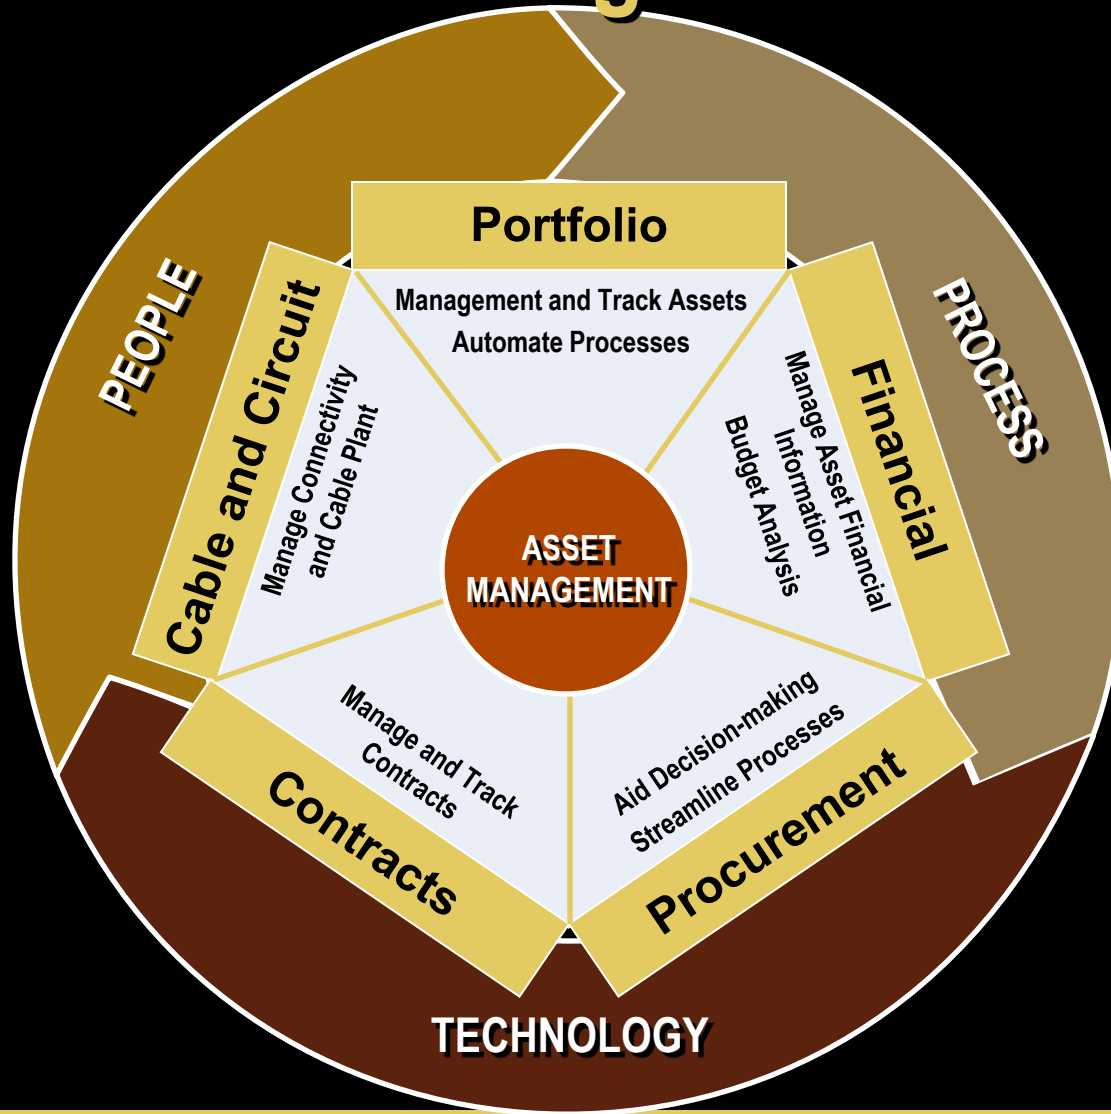 Portfolio
Management and Track Assets
Automate Processes
PEOPLE
PROCESS
Cable and Circuit
Manage Connectivity
and Cable Plant
Financial
Manage Asset Financial
Information
Budget Analysis
ASSET
MANAGEMENT
Manage and Track
Contracts
Contracts
Aid Decision-making
Streamline Processes
Procurement
TECHNOLOGY